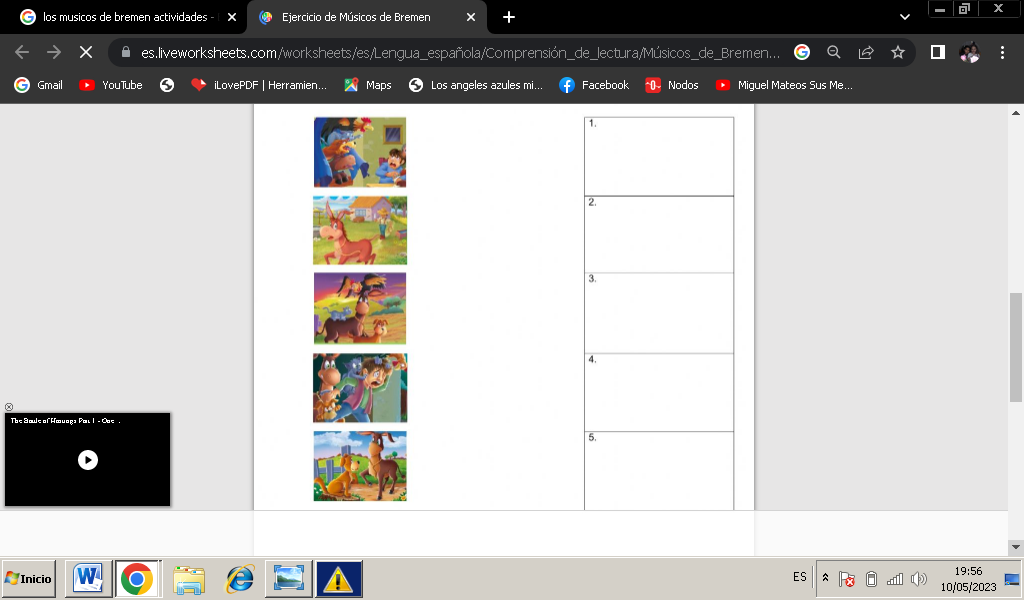 los musicos de bremen actividades -
Ejercicio de Músicos de Bremen
es.liveworksheets.com/worksheets/es/Lengua_española/Comprensión_de_lectura/Músicos_de_Bremen...
Gmail
YouTube
iLovePDF | Herramien...
Maps
Los angeles azules mi...
Facebook
Nodos
Miguel Mateos Sus Me...
1.
2.
3.
4.
5.
Inicio
ES
19:56
10/05/2023